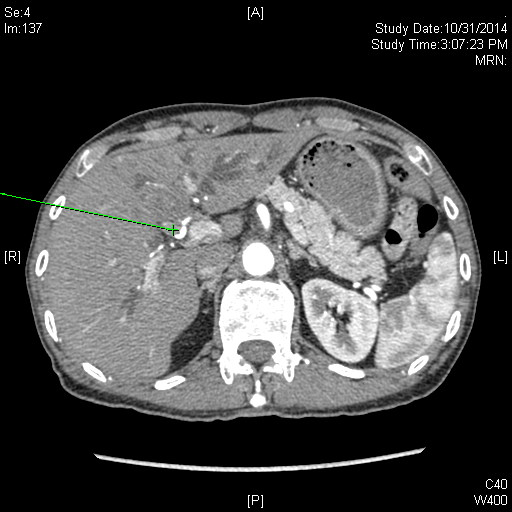 Se:4
Im:137
[A]
.
Study Date:10/31/2014
Study Time:3:07:23 PM
MRN:
[R]
[L]
[P]
C40
W400